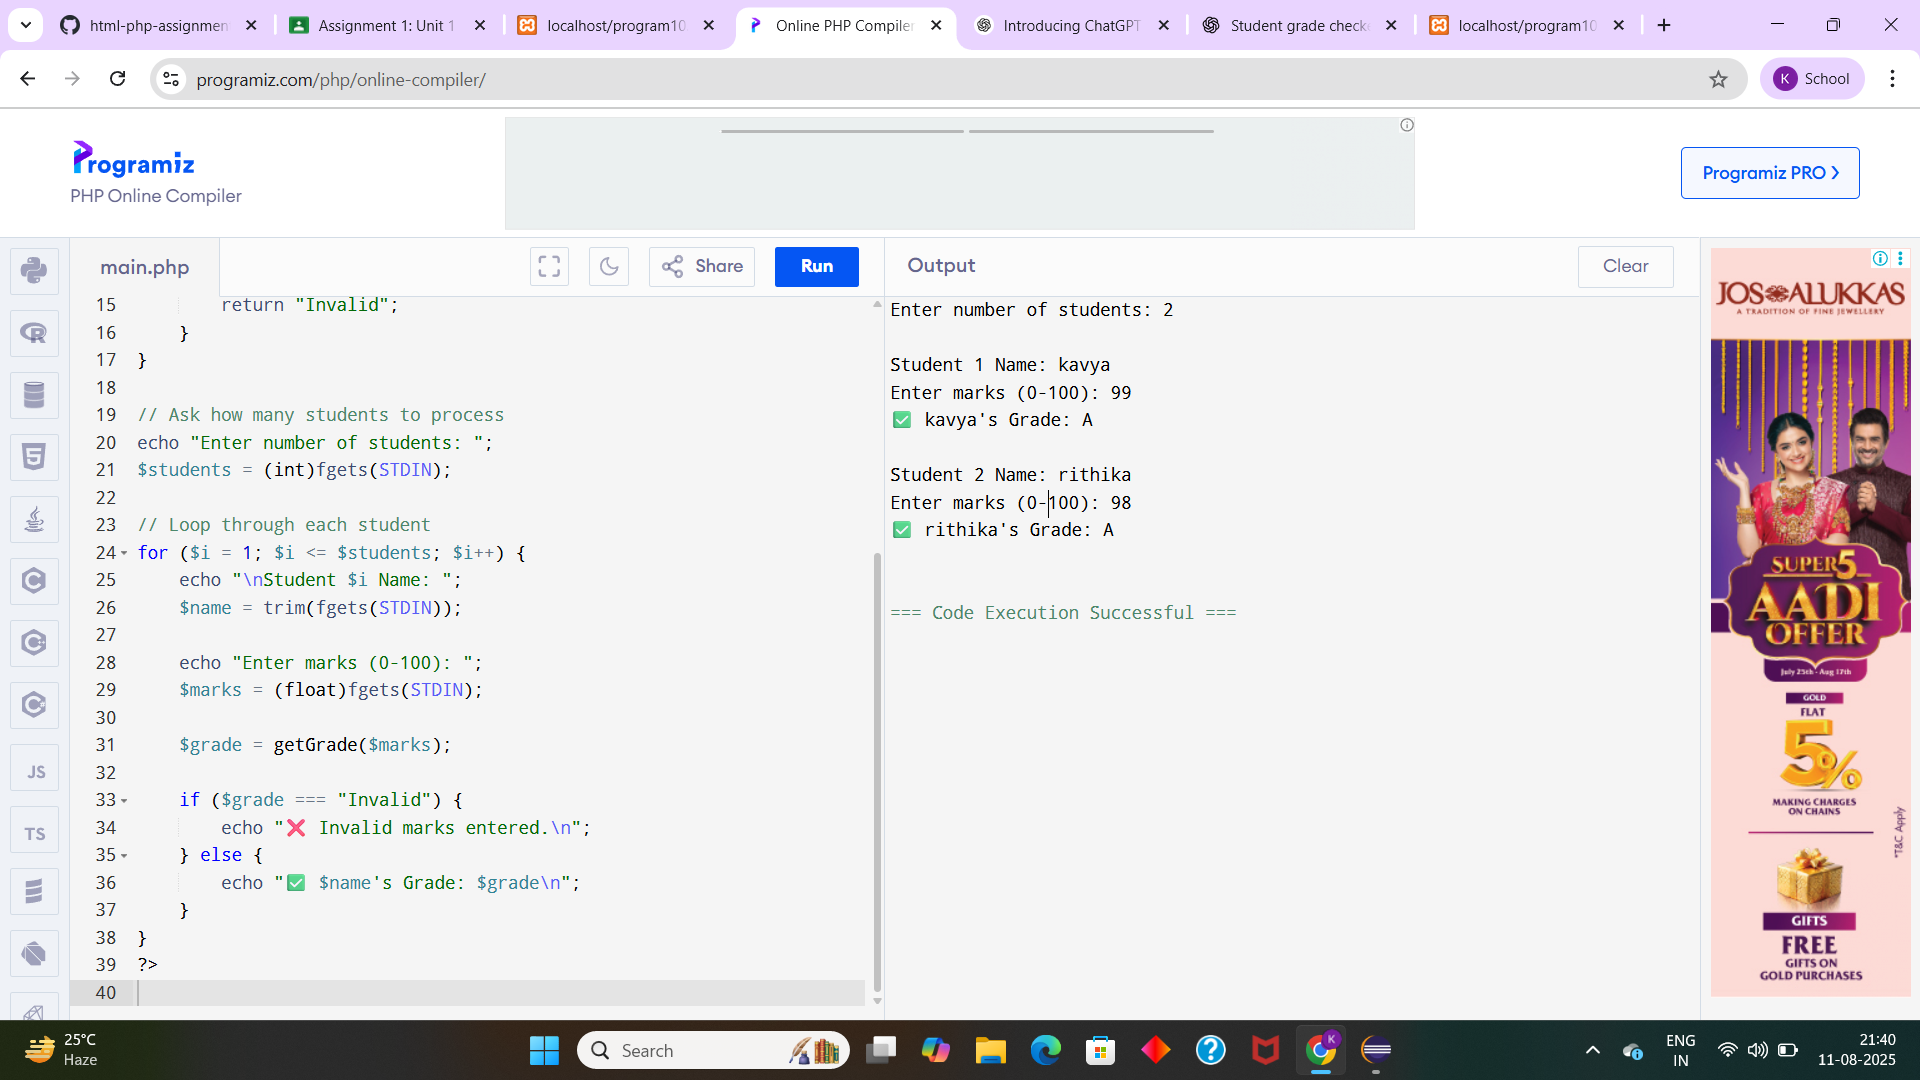 html-php-assignmen
Assignment 1: Unit 1
localhost/program10
Online PHP Compiler
Introducing ChatGPT
Student grade check
localhost/program10
programiz.com/php/online-compiler/
K School
Programiz
PHP Online Compiler
Programiz PRO
main.php
Share
Run
Output
Clear
15 return "Invalid";
16 }
17 }
18
19 // Ask how many students to process
20 echo "Enter number of students: ";
21 $students = (int)fgets(STDIN);
22
23 // Loop through each student
24 for ($i = 1; $i <= $students; $i++) {
25 echo "\nStudent $i Name: ";
26 $name = trim(fgets(STDIN));
27
28 echo "Enter marks (0-100): ";
29 $marks = (float)fgets(STDIN);
30
31 $grade = getGrade($marks);
32
33 if ($grade === "Invalid") {
34 echo "❌ Invalid marks entered.\n";
35 } else {
36 echo "✅ $name's Grade: $grade\n";
37 }
38 }
39 ?>
40
Enter number of students: 2
Student 1 Name: kavya
Enter marks (0-100): 99
✅ kavya's Grade: A
Student 2 Name: rithika
Enter marks (0-100): 98
✅ rithika's Grade: A
=== Code Execution Successful ===
JS
TS
JOSALUKKAS
A TRADITION OF FINE JEWELLERY
SUPER5
AADI
OFFER
July 25th - Aug 17th
GOLD
FLAT
5%
MAKING CHARGES
ON CHAINS
*T&C Apply
GIFTS
FREE
GIFTS ON
GOLD PURCHASES
25°C
Haze
Search
ENG
IN
21:40
11-08-2025